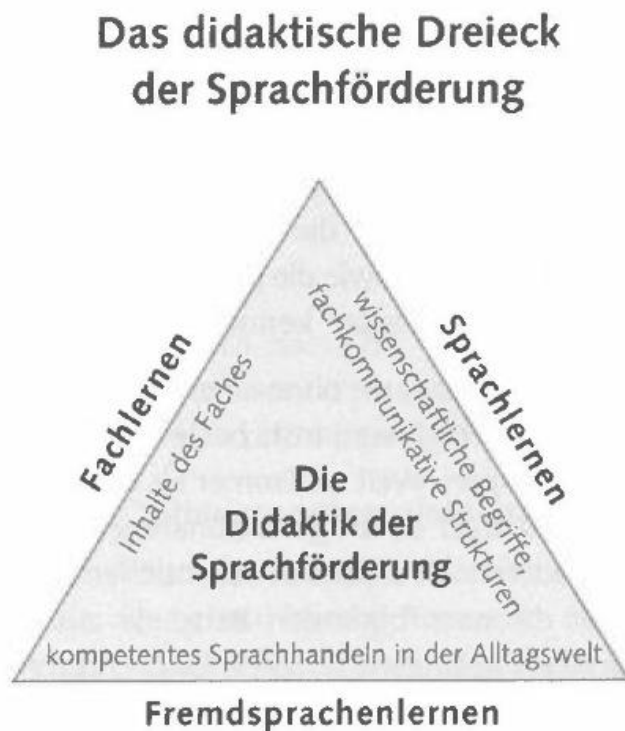 Das didaktische Dreieck
der Sprachförderung
Fachlernen
Inhalte des Faches
wissenschaftliche Begriffe,
fachkommunikative Strukturen
Sprachlernen
Die
Didaktik der
Sprachförderung
kompetentes Sprachhandeln in der Alltagswelt
Fremdsprachenlernen